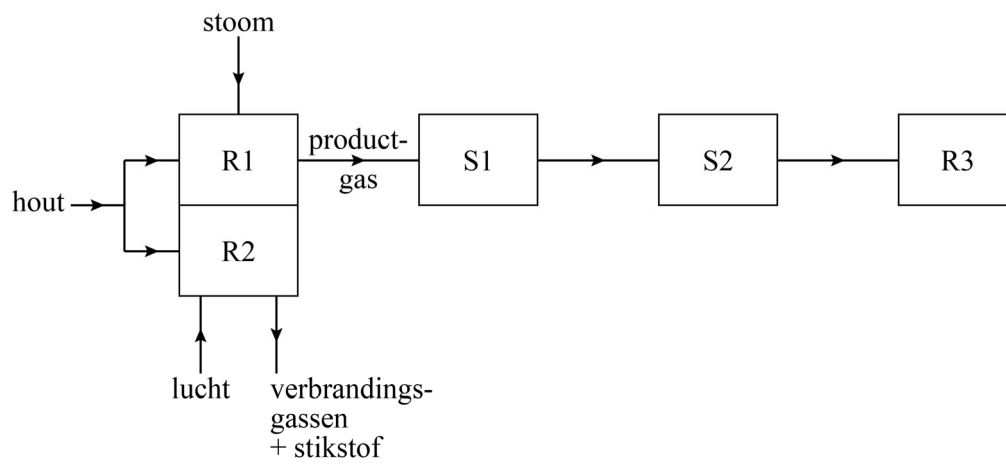 stoom
R1
product-
gas
S1
S2
R3
hout
R2
lucht
verbrandings-
gassen
+ stikstof